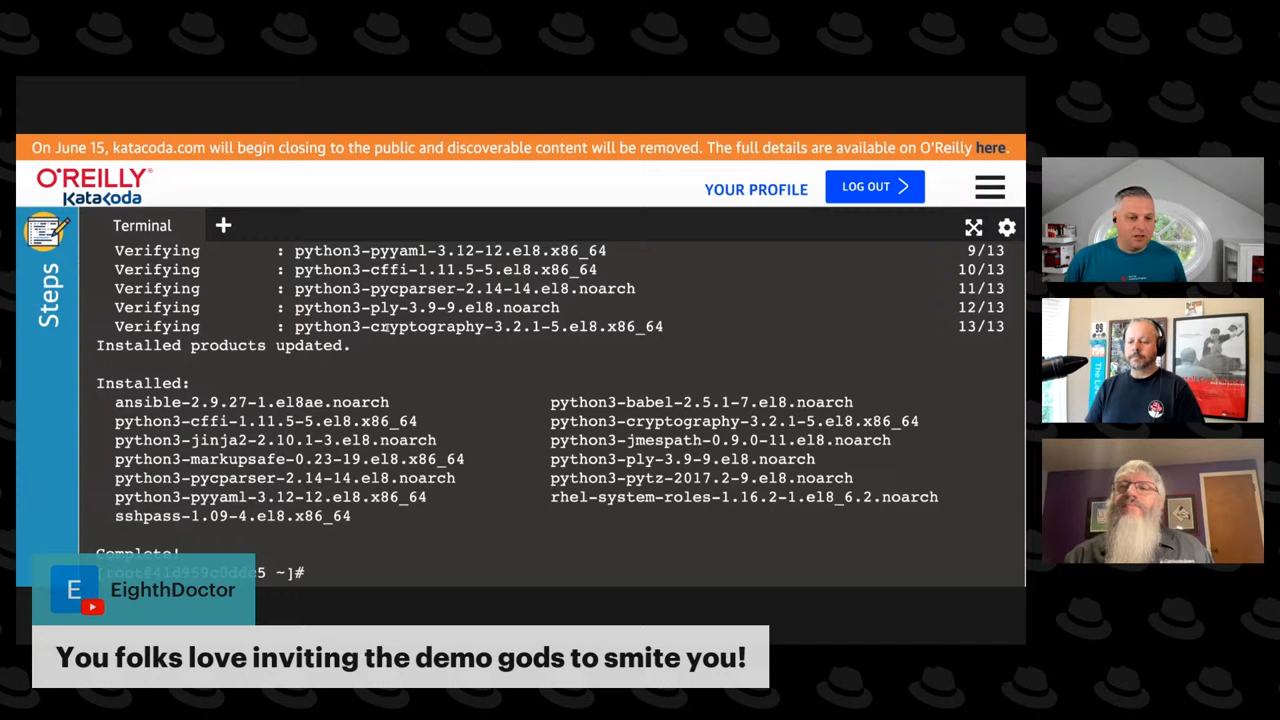 On June 15, katacoda.com will begin closing to the public and discoverable content will be removed. The full details are available on O'Reilly here.
O'REILLY®
KataKoda
YOUR PROFILE
LOG OUT
Steps
Terminal
+
Verifying : python3-pyyaml-3.12-12.el8.x86_64 9/13
Verifying : python3-cffi-1.11.5-5.el8.x86_64 10/13
Verifying : python3-pycparser-2.14-14.el8.noarch 11/13
Verifying : python3-ply-3.9-9.el8.noarch 12/13
Verifying : python3-cryptography-3.2.1-5.el8.x86_64 13/13
Installed products updated.
Installed:
ansible-2.9.27-1.el8ae.noarch python3-babel-2.5.1-7.el8.noarch
python3-cffi-1.11.5-5.el8.x86_64 python3-cryptography-3.2.1-5.el8.x86_64
python3-jinja2-2.10.1-3.el8.noarch python3-jmespath-0.9.0-11.el8.noarch
python3-markupsafe-0.23-19.el8.x86_64 python3-ply-3.9-9.el8.noarch
python3-pycparser-2.14-14.el8.noarch python3-pytz-2017.2-9.el8.noarch
python3-pyyaml-3.12-12.el8.x86_64 rhel-system-roles-1.16.2-1.el8_6.2.noarch
sshpass-1.09-4.el8.x86_64
Complete!
~]#
E
EighthDoctor
You folks love inviting the demo gods to smite you!
99